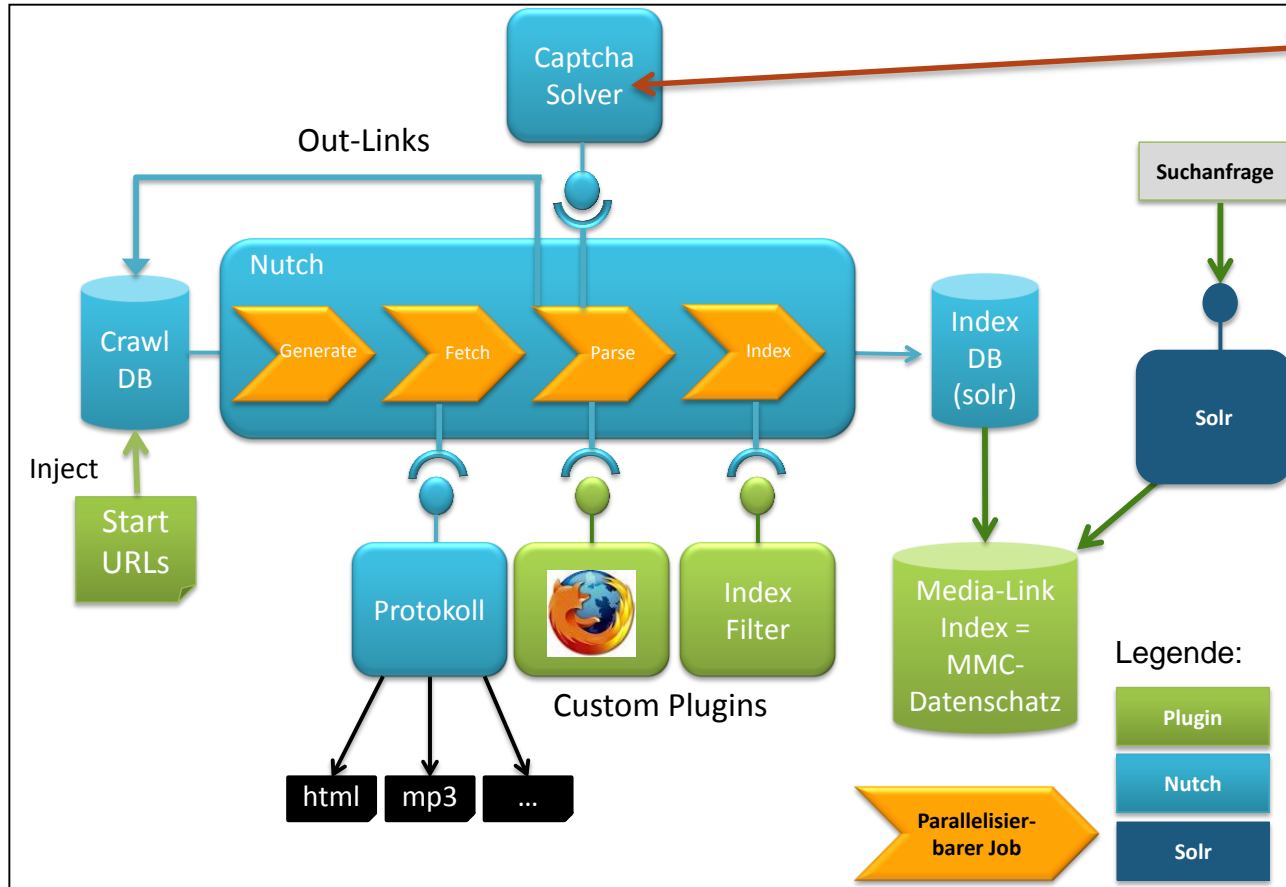 Captcha
Solver
Out-Links
Suchanfrage
Nutch
Crawl
DB
Generate
Fetch
Parse
Index
Index
DB
(solr)
Solr
Inject
Start
URLs
Protokoll
Index
Filter
Media-Link
Index =
MMC-
Datenschatz
Custom Plugins
html
mp3
...
Legende:
Plugin
Nutch
Solr
Parallelisier-
barer Job